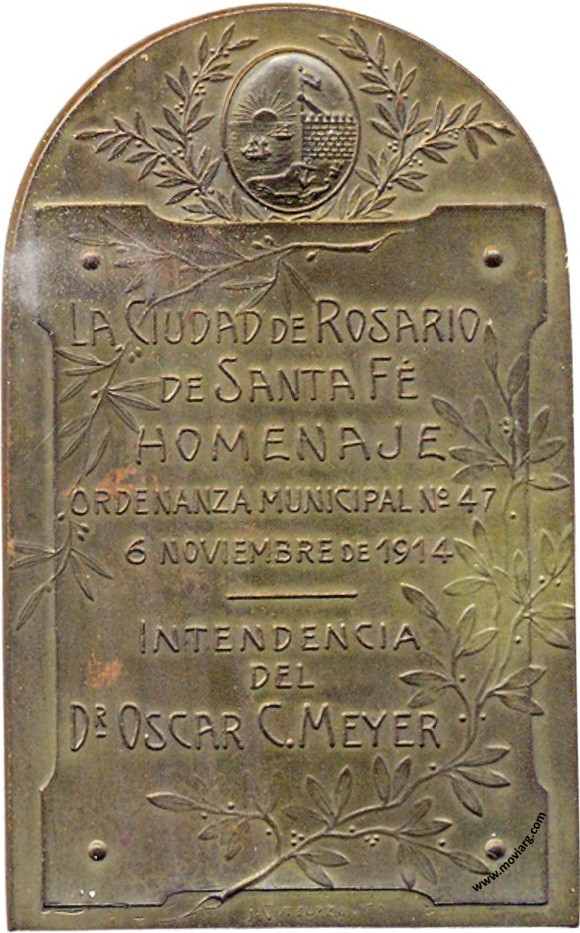 LA CIUDAD DE ROSARIO
DE SANTA FÉ
HOMENAJE
ORDENANZA MUNICIPAL Nº 47
6 NOVIEMBRE DE 1914
INTENDENCIA
DEL
DR OSCAR C. MEYER
www.moviarg.com